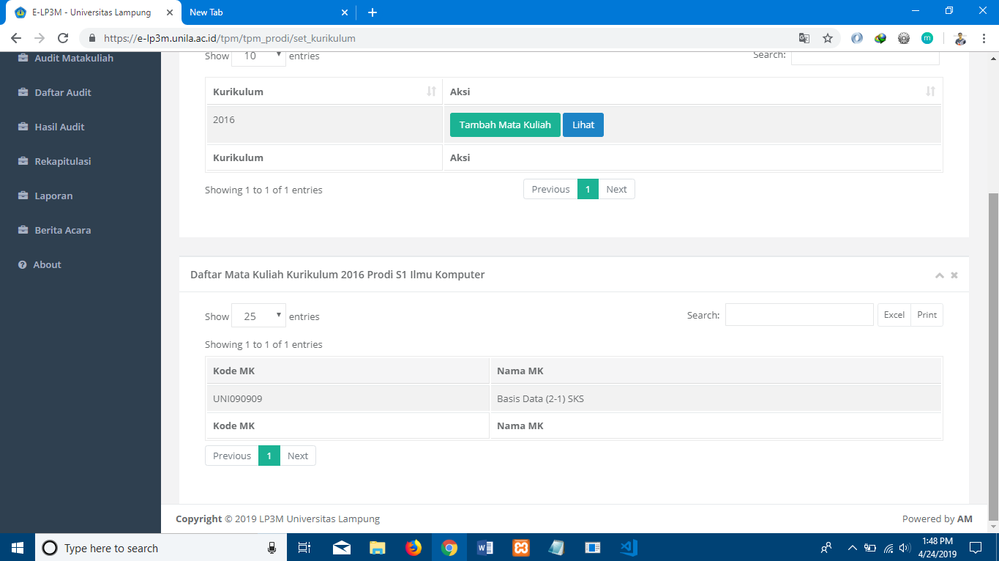 E-LP3M - Universitas Lampung
New Tab
https://e-lp3m.unila.ac.id/tpm/tpm_prodi/set_kurikulum
m
Audit Matakuliah
Daftar Audit
Hasil Audit
Rekapitulasi
Laporan
Berita Acara
About
Show 10 entries
Search:
Kurikulum Aksi
2016 Tambah Mata Kuliah Lihat
Kurikulum Aksi
Showing 1 to 1 of 1 entries Previous 1 Next
Daftar Mata Kuliah Kurikulum 2016 Prodi S1 Ilmu Komputer
Show 25 entries Search: Excel Print
Showing 1 to 1 of 1 entries
Kode MK Nama MK
UNI090909 Basis Data (2-1) SKS
Kode MK Nama MK
Previous 1 Next
Copyright © 2019 LP3M Universitas Lampung Powered by AM
Type here to search
1:48 PM
4/24/2019